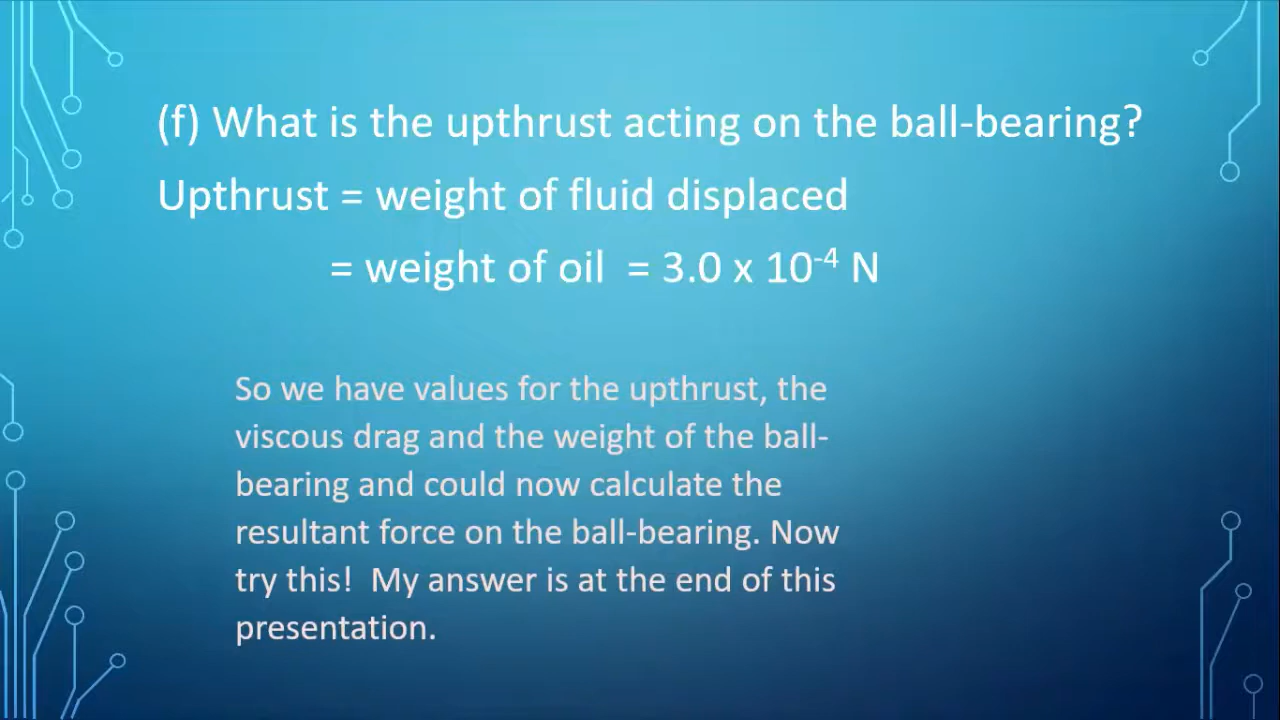 (f) What is the upthrust acting on the ball-bearing?
Upthrust = weight of fluid displaced
= weight of oil = 3.0 x 10⁻⁴ N
So we have values for the upthrust, the
viscous drag and the weight of the ball-
bearing and could now calculate the
resultant force on the ball-bearing. Now
try this! My answer is at the end of this
presentation.